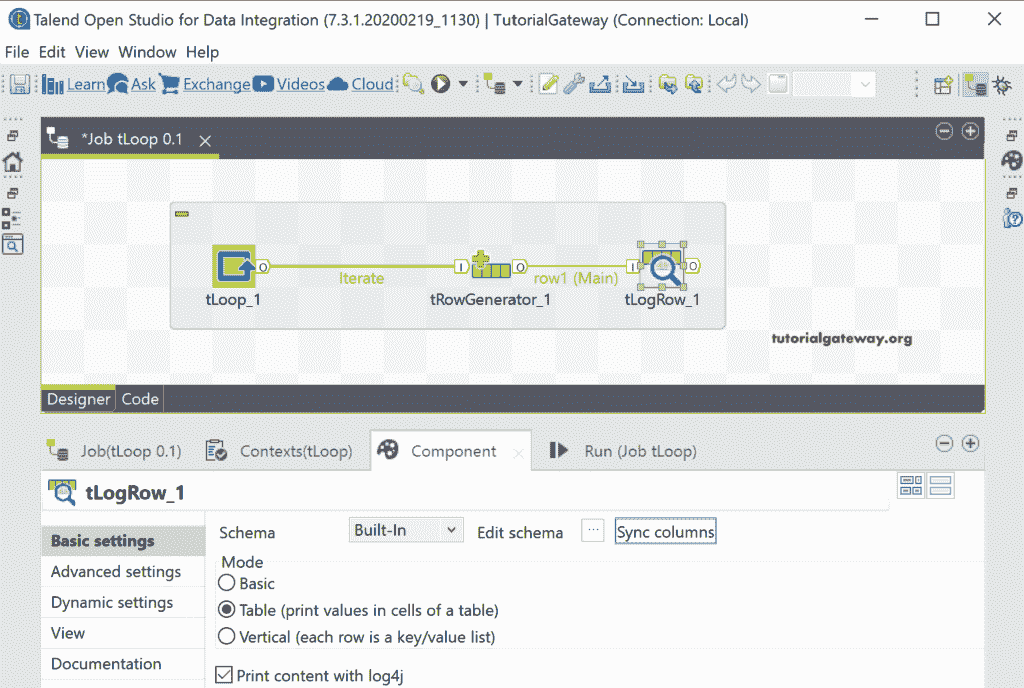 Talend Open Studio for Data Integration (7.3.1.20200219_1130) | TutorialGateway (Connection: Local)
File Edit View Window Help
Learn Ask Exchange Videos Cloud
*Job tLoop 0.1
Iterate
row1 (Main)
I O
tLoop_1
tRowGenerator_1
tLogRow_1
tutorialgateway.org
Designer Code
Job(tLoop 0.1) Contexts(tLoop) Component Run (Job tLoop)
tLogRow_1
Basic settings
Advanced settings
Dynamic settings
View
Documentation
Schema Built-In Edit schema ... Sync columns
Mode
Basic
Table (print values in cells of a table)
Vertical (each row is a key/value list)
Print content with log4j